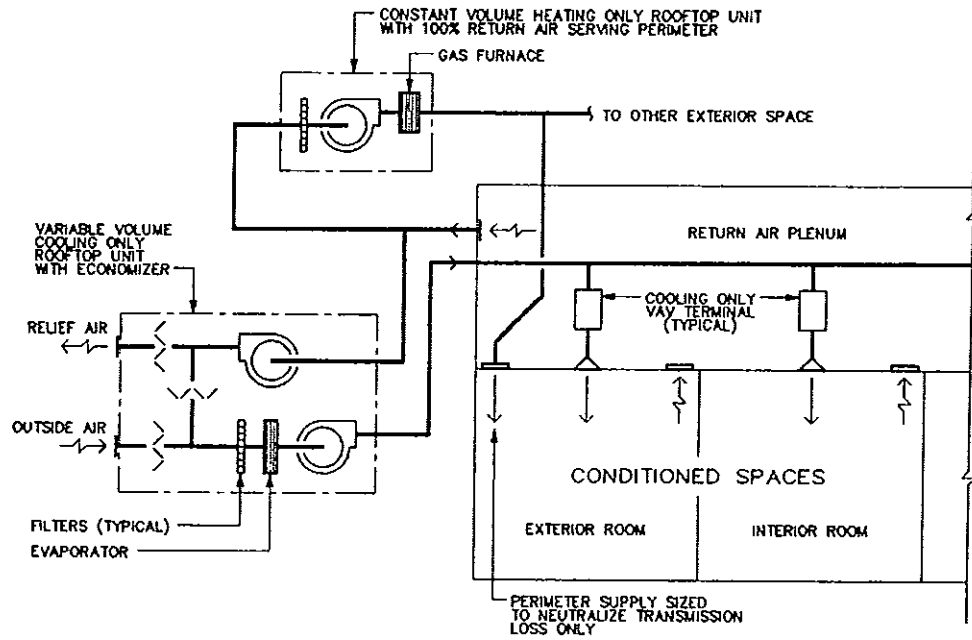 CONSTANT VOLUME HEATING ONLY ROOFTOP UNIT
WITH 100% RETURN AIR SERVING PERIMETER
GAS FURNACE
TO OTHER EXTERIOR SPACE
VARIABLE VOLUME
COOLING ONLY
ROOFTOP UNIT
WITH ECONOMIZER
RETURN AIR PLENUM
COOLING ONLY
VAV TERMINAL
(TYPICAL)
RELIEF AIR
OUTSIDE AIR
CONDITIONED SPACES
FILTERS (TYPICAL)
EVAPORATOR
EXTERIOR ROOM
INTERIOR ROOM
PERIMETER SUPPLY SIZED
TO NEUTRALIZE TRANSMISSION
LOSS ONLY